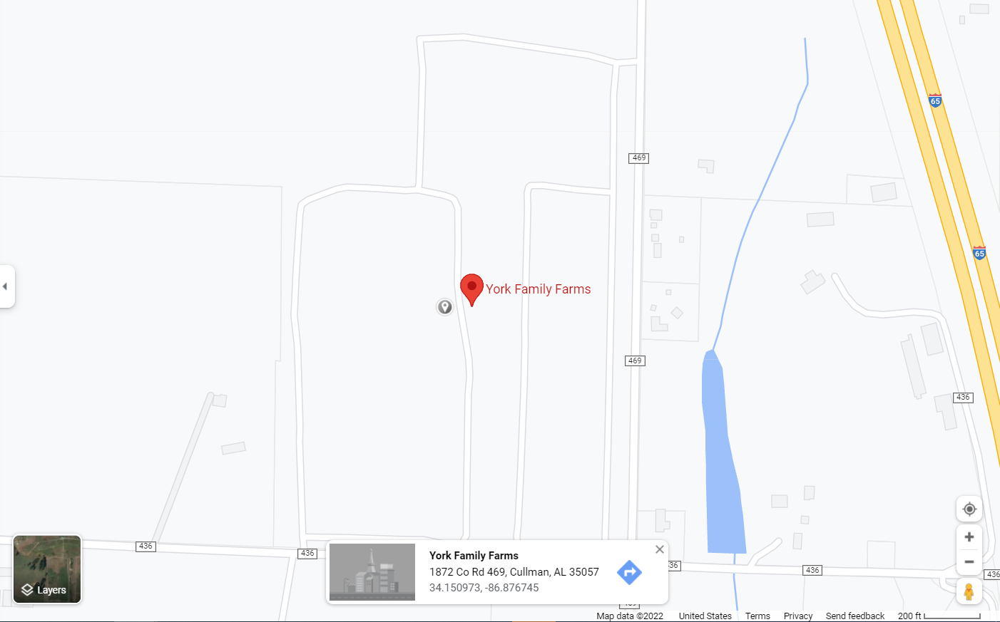 65
469
65
York Family Farms
469
436
436
436
York Family Farms
1872 Co Rd 469, Cullman, AL 35057
34.150973, -86.876745
36
436
436
Layers
Map data ©2022 United States Terms Privacy Send feedback 200 ft